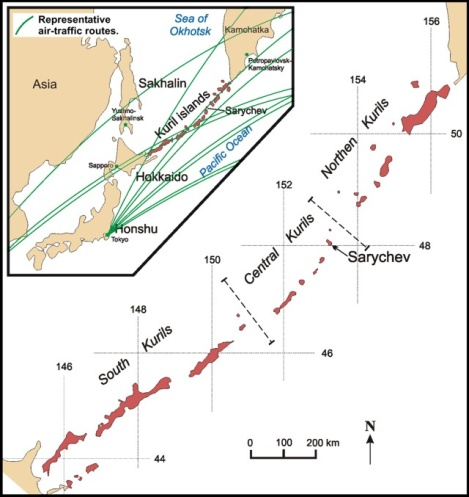 Representative
air-traffic routes.
Sea of
Okhotsk
Kamchatka
Petropavlovsk-
Kamchatsky
Asia
Sakhalin
Yuzhno-
Sakhalinsk
Kuril islands
Sarychev
Sapporo
Hokkaido
Pacific Ocean
Honshu
Tokyo
156
154
50
Northen Kurils
152
48
Central Kurils
Sarychev
150
148
46
South Kurils
146
44
N
0 100 200 km